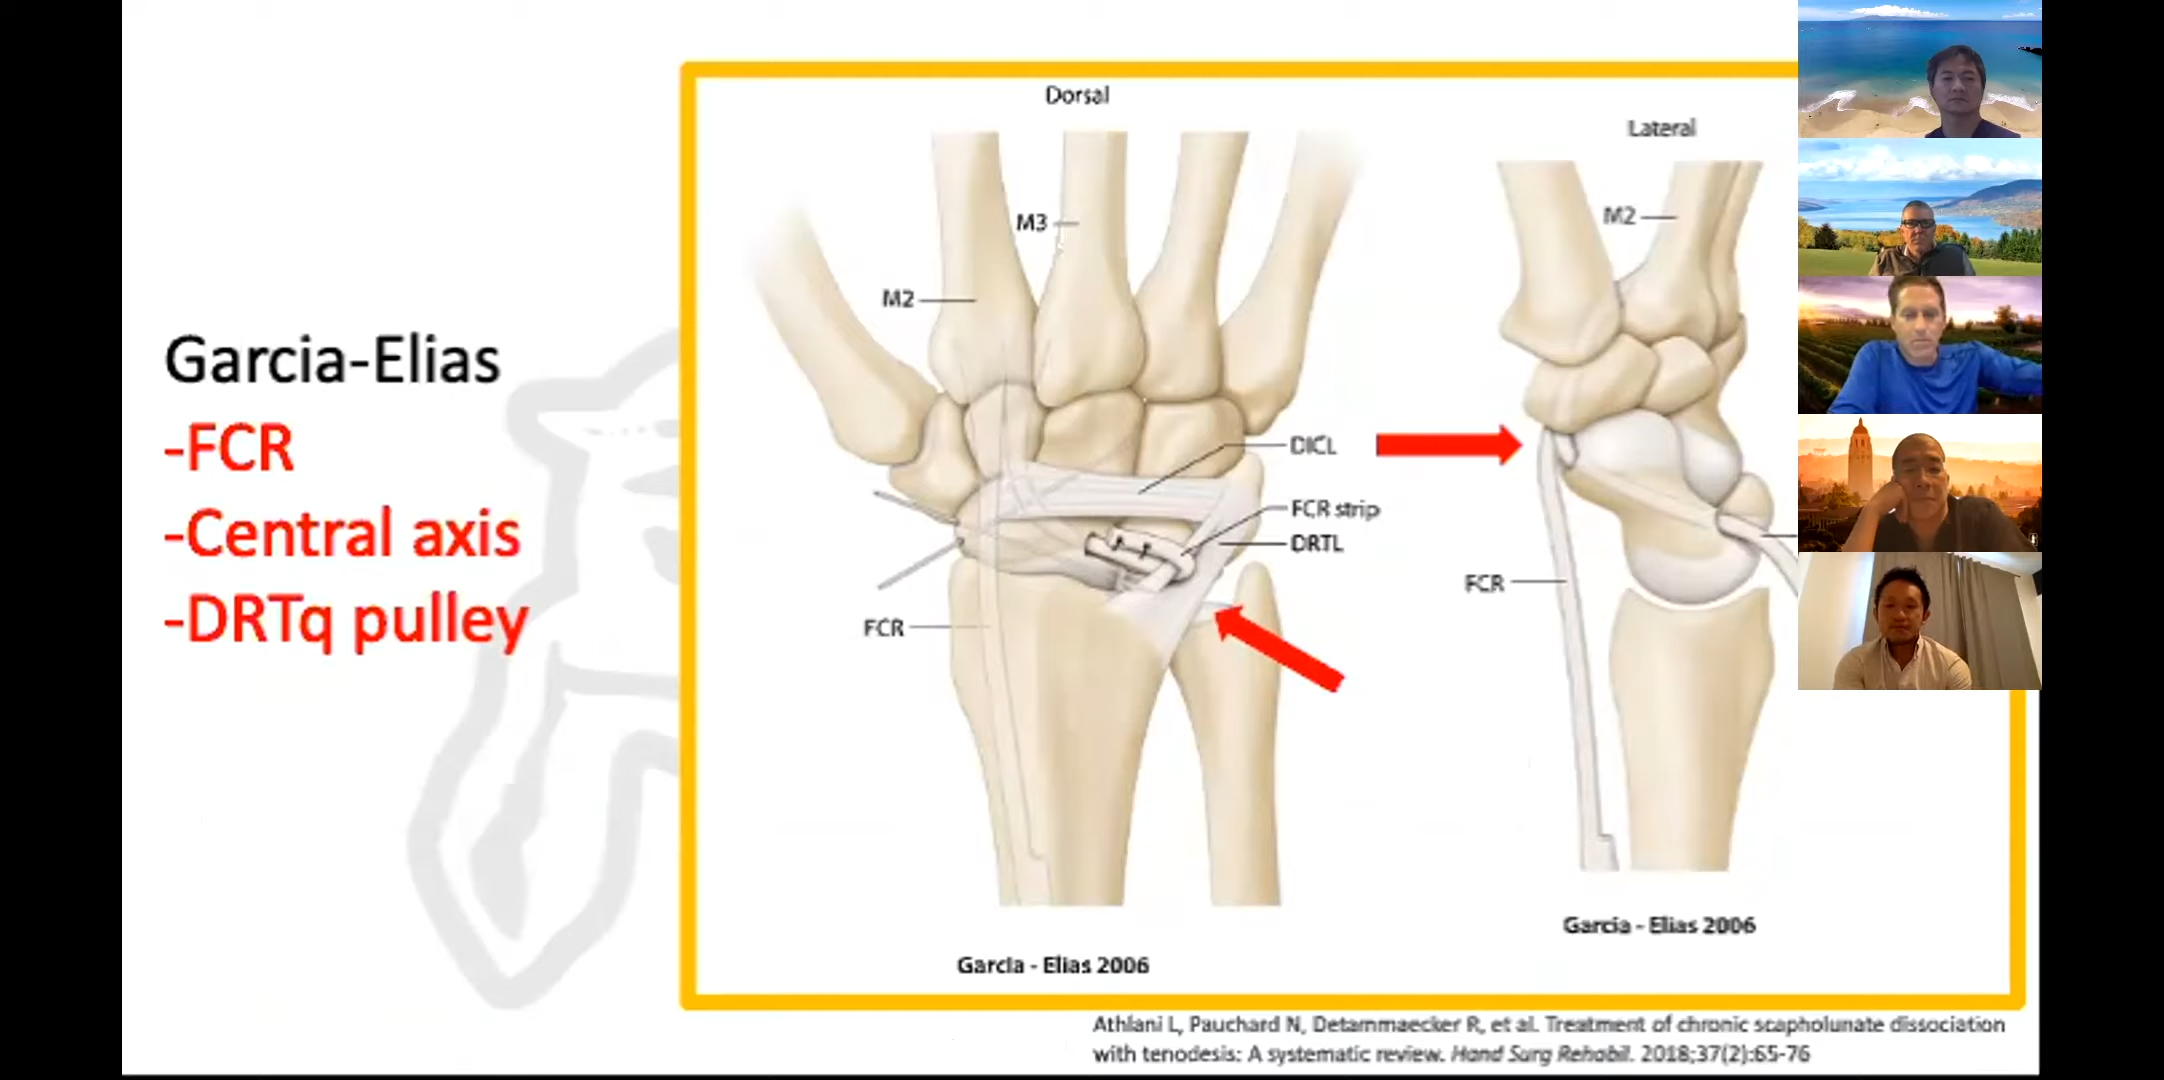 Garcia-Elias
-FCR
-Central axis
-DRTq pulley
Dorsal
M3
M2
DICL
FCR strip
DRTL
FCR
Garcia - Elias 2006
Lateral
M2
FCR
Garcia - Elias 2006
Athlani L, Pauchard N, Detammaecker R, et al. Treatment of chronic scapholunate dissociation
with tenodesis: A systematic review. Hand Surg Rehabil. 2018;37(2):65-76